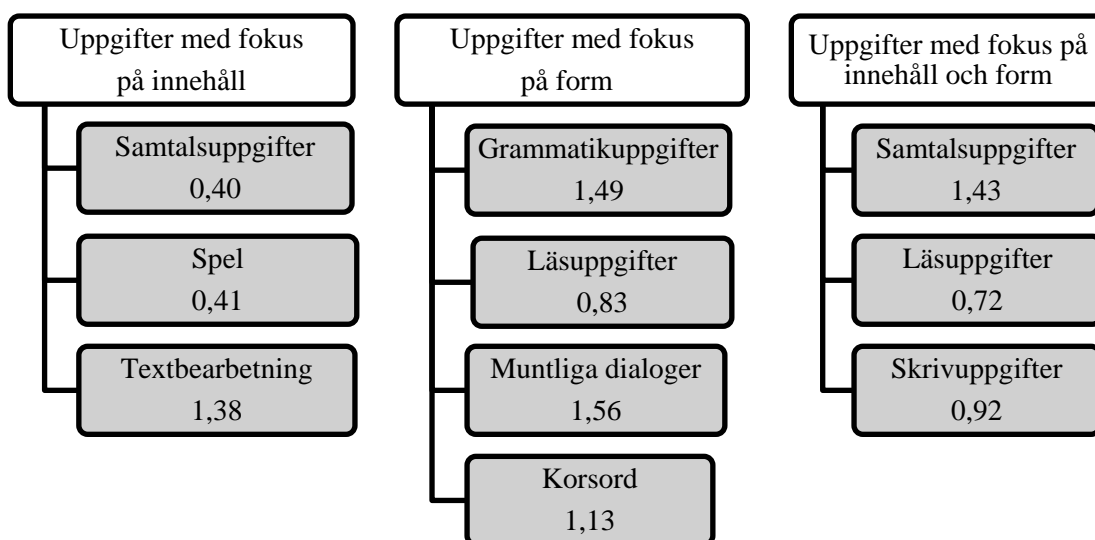 Uppgifter med fokus
på innehåll
Samtalsuppgifter
0,40
Spel
0,41
Textbearbetning
1,38
Uppgifter med fokus
på form
Grammatikuppgifter
1,49
Läsuppgifter
0,83
Muntliga dialoger
1,56
Korsord
1,13
Uppgifter med fokus på
innehåll och form
Samtalsuppgifter
1,43
Läsuppgifter
0,72
Skrivuppgifter
0,92